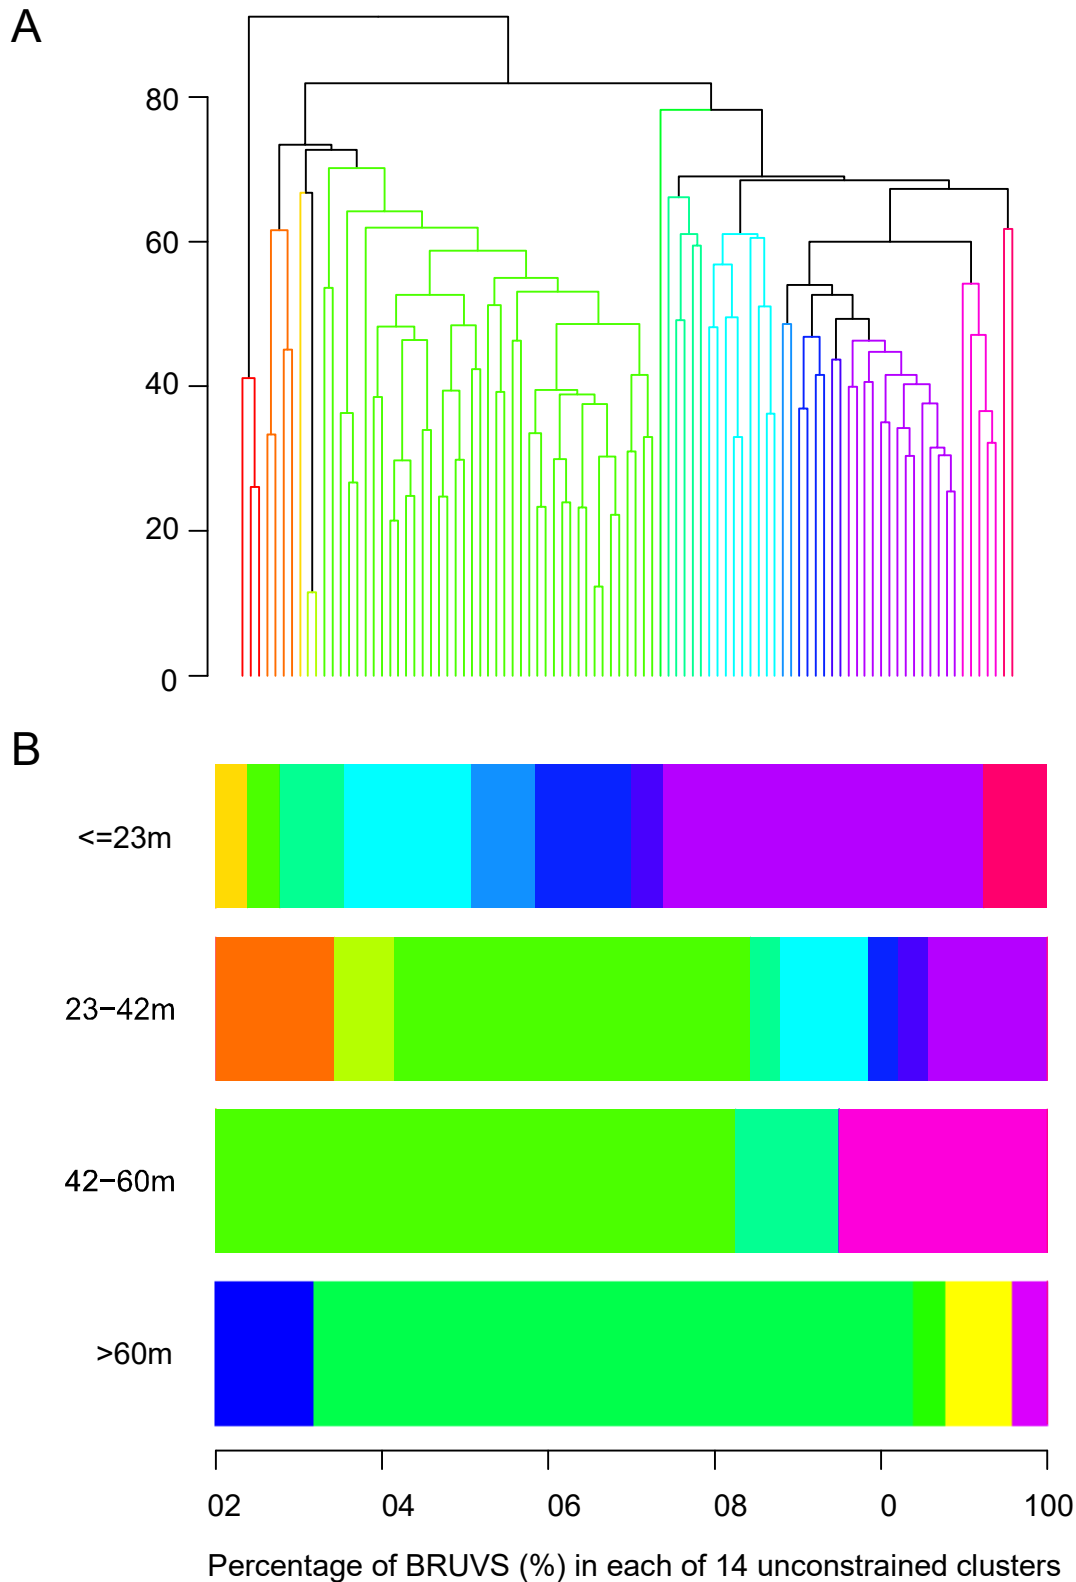 A
80
60
40
20
0
B
<=23m
23−42m
42−60m
>60m
02 04 06 08 0 100
Percentage of BRUVS (%) in each of 14 unconstrained clusters